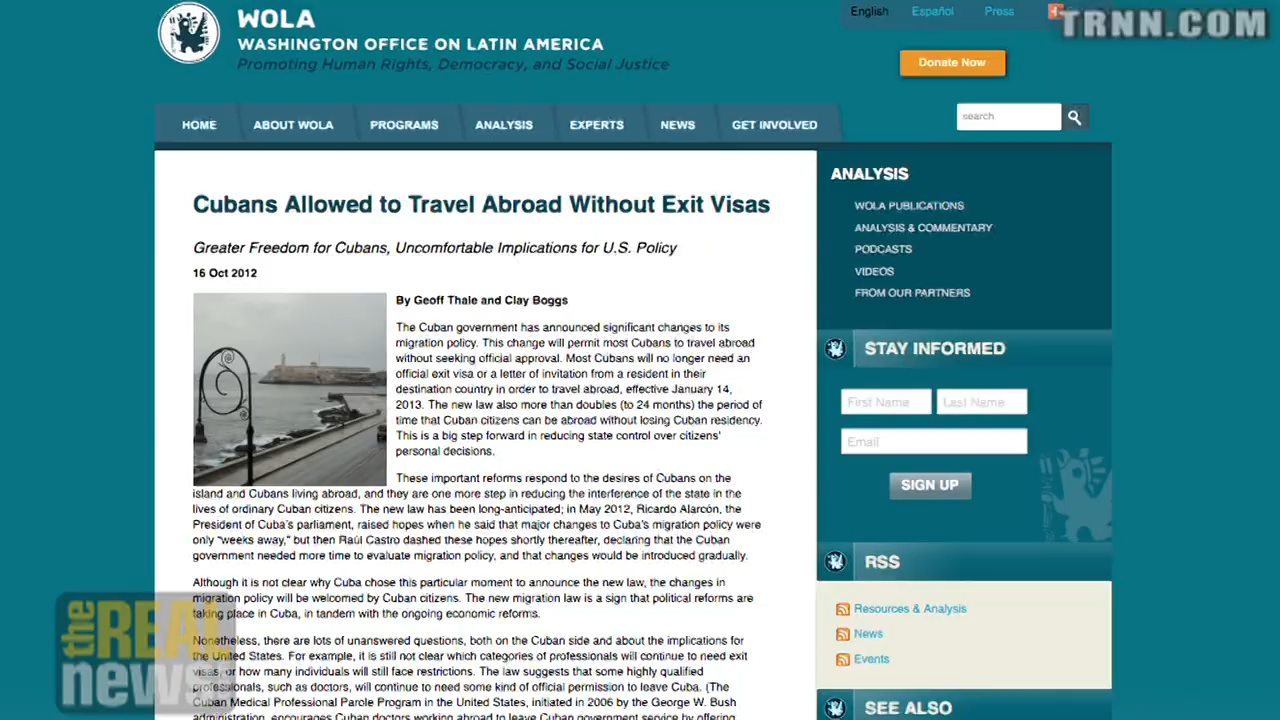 WOLA
WASHINGTON OFFICE ON LATIN AMERICA
Promoting Human Rights, Democracy, and Social Justice
English Español Press
TRNN.COM
Donate Now
HOME ABOUT WOLA PROGRAMS ANALYSIS EXPERTS NEWS GET INVOLVED
search
Cubans Allowed to Travel Abroad Without Exit Visas
Greater Freedom for Cubans, Uncomfortable Implications for U.S. Policy
16 Oct 2012
By Geoff Thale and Clay Boggs
The Cuban government has announced significant changes to its
migration policy. This change will permit most Cubans to travel abroad
without seeking official approval. Most Cubans will no longer need an
official exit visa or a letter of invitation from a resident in their
destination country in order to travel abroad, effective January 14,
2013. The new law also more than doubles (to 24 months) the period of
time that Cuban citizens can be abroad without losing Cuban residency.
This is a big step forward in reducing state control over citizens'
personal decisions.
These important reforms respond to the desires of Cubans on the
island and Cubans living abroad, and they are one more step in reducing the interference of the state in the
lives of ordinary Cuban citizens. The new law has been long-anticipated; in May 2012, Ricardo Alarcón, the
President of Cuba's parliament, raised hopes when he said that major changes to Cuba's migration policy were
only “weeks away,” but then Raúl Castro dashed these hopes shortly thereafter, declaring that the Cuban
government needed more time to evaluate migration policy, and that changes would be introduced gradually.
Although it is not clear why Cuba chose this particular moment to announce the new law, the changes in
migration policy will be welcomed by Cuban citizens. The new migration law is a sign that political reforms are
taking place in Cuba, in tandem with the ongoing economic reforms.
Nonetheless, there are lots of unanswered questions, both on the Cuban side and about the implications for
the United States. For example, it is still not clear which categories of professionals will continue to need exit
visas, or how many individuals will still face restrictions. The law suggests that some highly qualified
professionals, such as doctors, will continue to need some kind of official permission to leave Cuba. (The
Cuban Medical Professional Parole Program in the United States, initiated in 2006 by the George W. Bush
administration, encourages Cuban doctors working abroad to leave Cuban government service by offering
ANALYSIS
WOLA PUBLICATIONS
ANALYSIS & COMMENTARY
PODCASTS
VIDEOS
FROM OUR PARTNERS
STAY INFORMED
First Name Last Name
Email
SIGN UP
RSS
Resources & Analysis
News
Events
SEE ALSO
the REAL
news